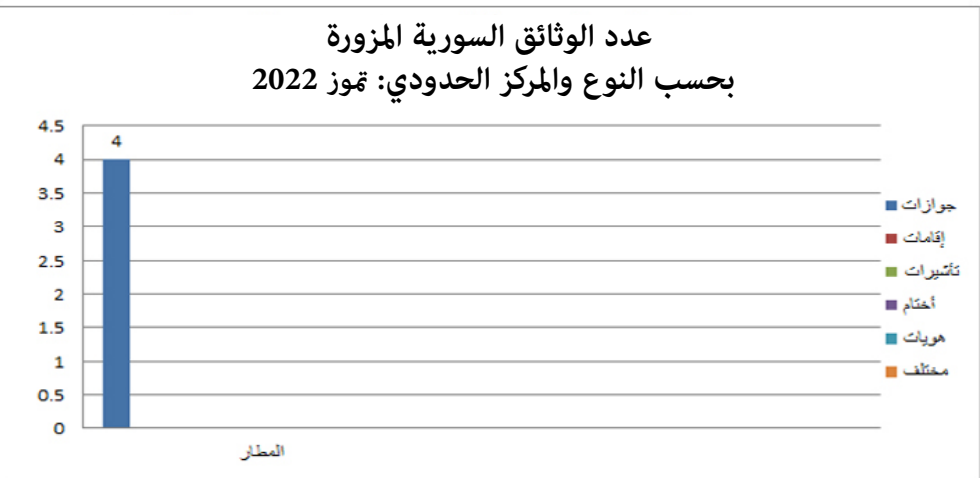 عدد الوثائق السورية المزورة
بحسب النوع والمركز الحدودي: تموز 2022
4.5
4
3.5
3
2.5
2
1.5
1
0.5
0
4
المطار
جوازات
إقامات
تأشيرات
أختام
هويات
مختلف